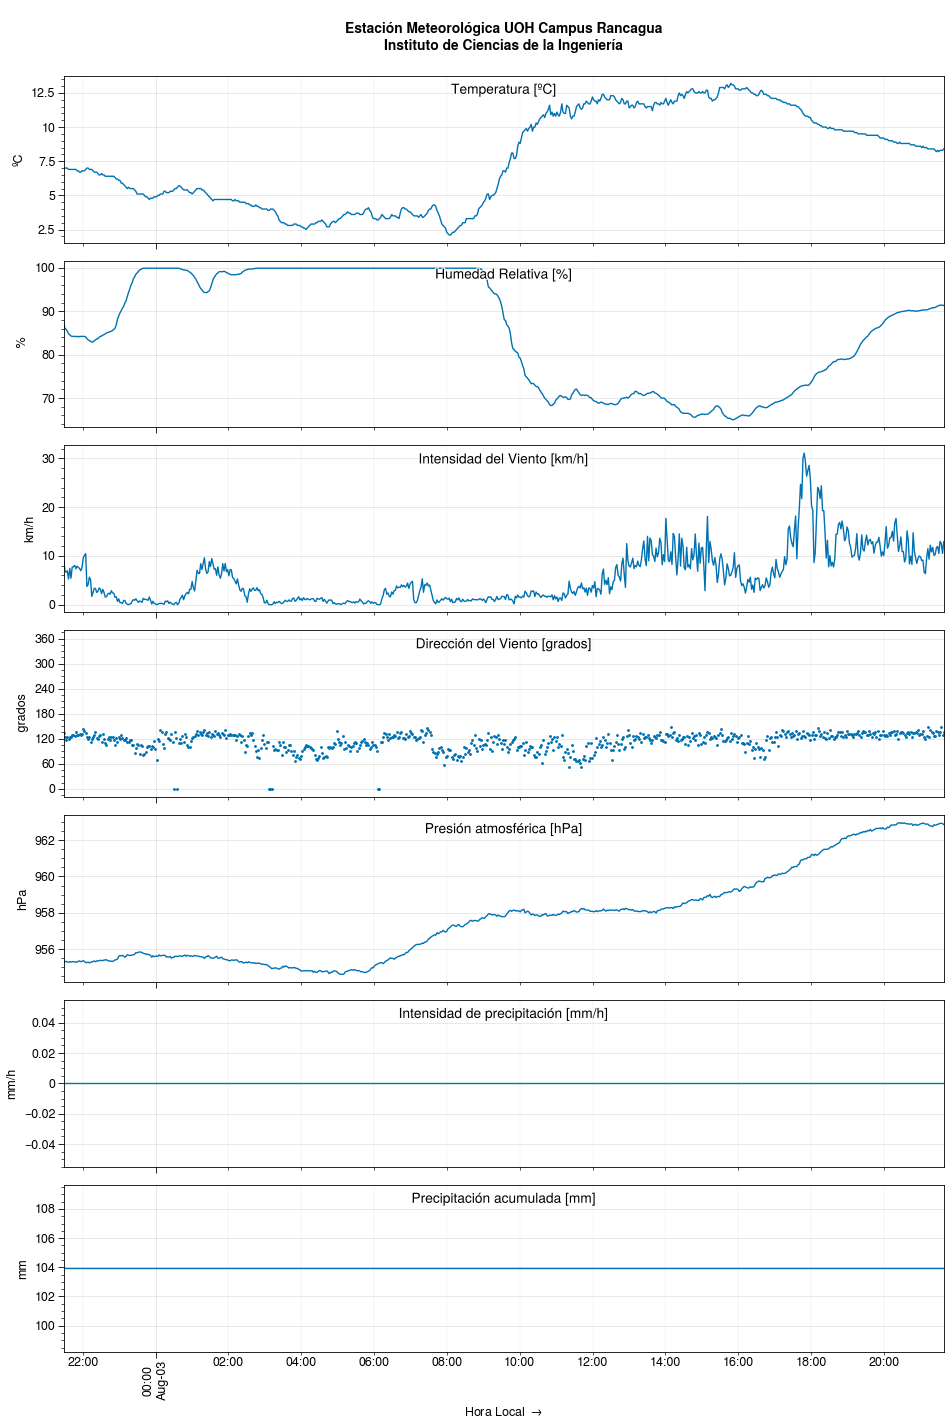 Estación Meteorológica UOH Campus Rancagua
Instituto de Ciencias de la Ingeniería
Temperatura [ºC]
ºC
12.5
10
7.5
5
2.5
Humedad Relativa [%]
%
100
90
80
70
Intensidad del Viento [km/h]
km/h
30
20
10
0
Dirección del Viento [grados]
grados
360
300
240
180
120
60
0
Presión atmosférica [hPa]
hPa
962
960
958
956
Intensidad de precipitación [mm/h]
mm/h
0.04
0.02
0
−0.02
−0.04
Precipitación acumulada [mm]
mm
108
106
104
102
100
22:00
00:00
Aug-03
02:00
04:00
06:00
08:00
10:00
12:00
14:00
16:00
18:00
20:00
Hora Local →